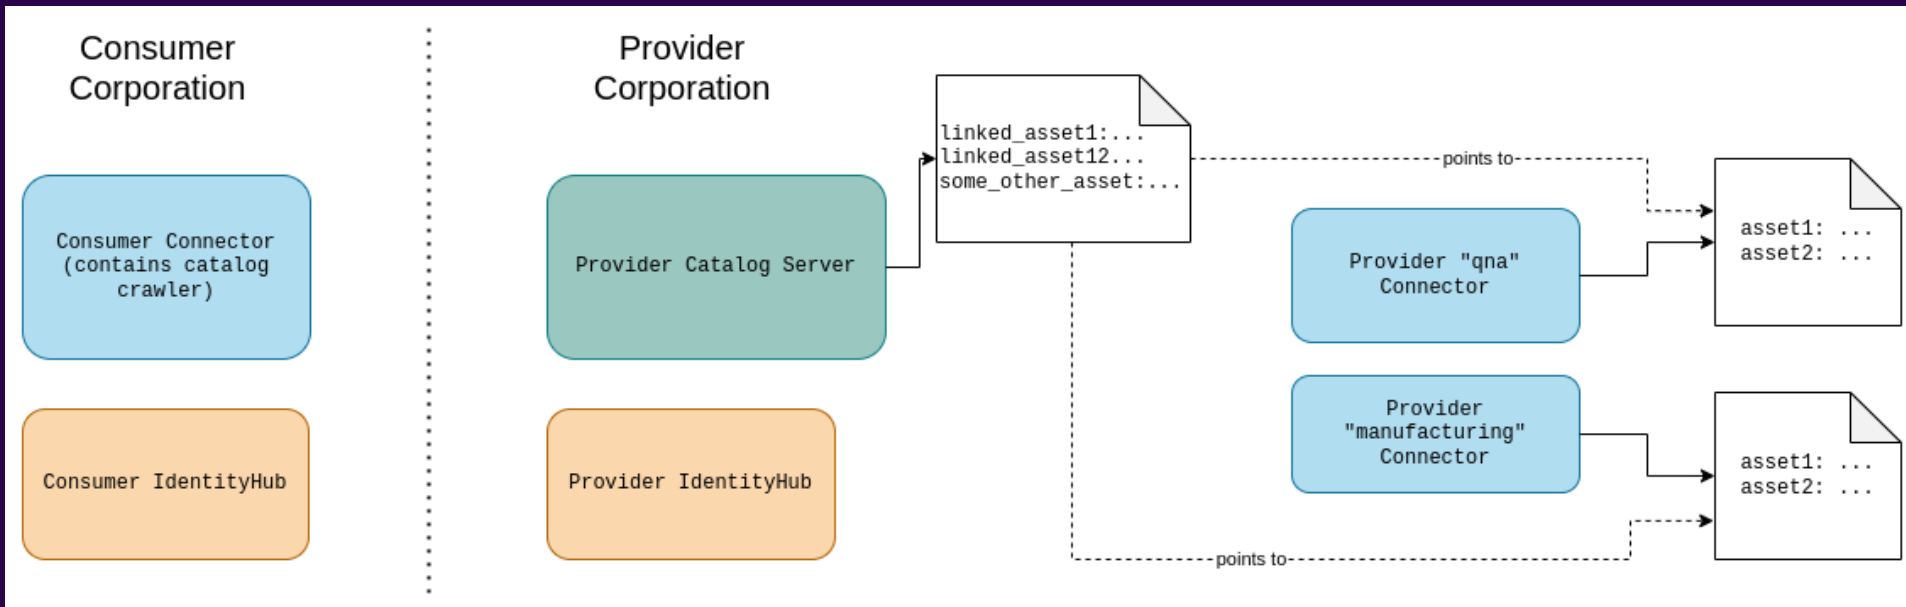 Consumer
Corporation
Provider
Corporation
linked_asset1:...
linked_asset12...
some_other_asset:...
points to
asset1: ...
asset2: ...
Consumer Connector
(contains catalog
crawler)
Provider Catalog Server
Provider "qna"
Connector
Provider
"manufacturing"
Connector
asset1: ...
asset2: ...
Consumer IdentityHub
Provider IdentityHub
points to